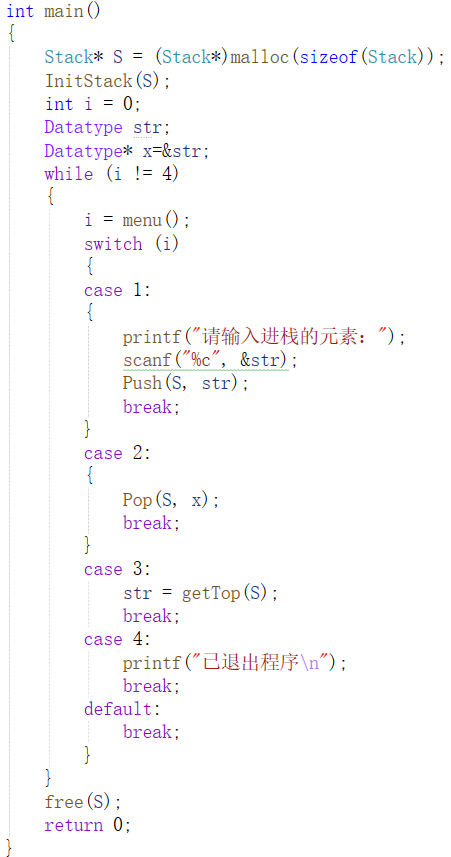 int main()
{
    Stack* S = (Stack*)malloc(sizeof(Stack));
    InitStack(S);
    int i = 0;
    Datatype str;
    Datatype* x=&str;
    while (i != 4)
    {
        i = menu();
        switch (i)
        {
        case 1:
        {
            printf("请输入进栈的元素：");
            scanf("%c", &str);
            Push(S, str);
            break;
        }
        case 2:
        {
            Pop(S, x);
            break;
        }
        case 3:
            str = getTop(S);
            break;
        case 4:
            printf("已退出程序\n");
            break;
        default:
            break;
        }
    }
    free(S);
    return 0;
}